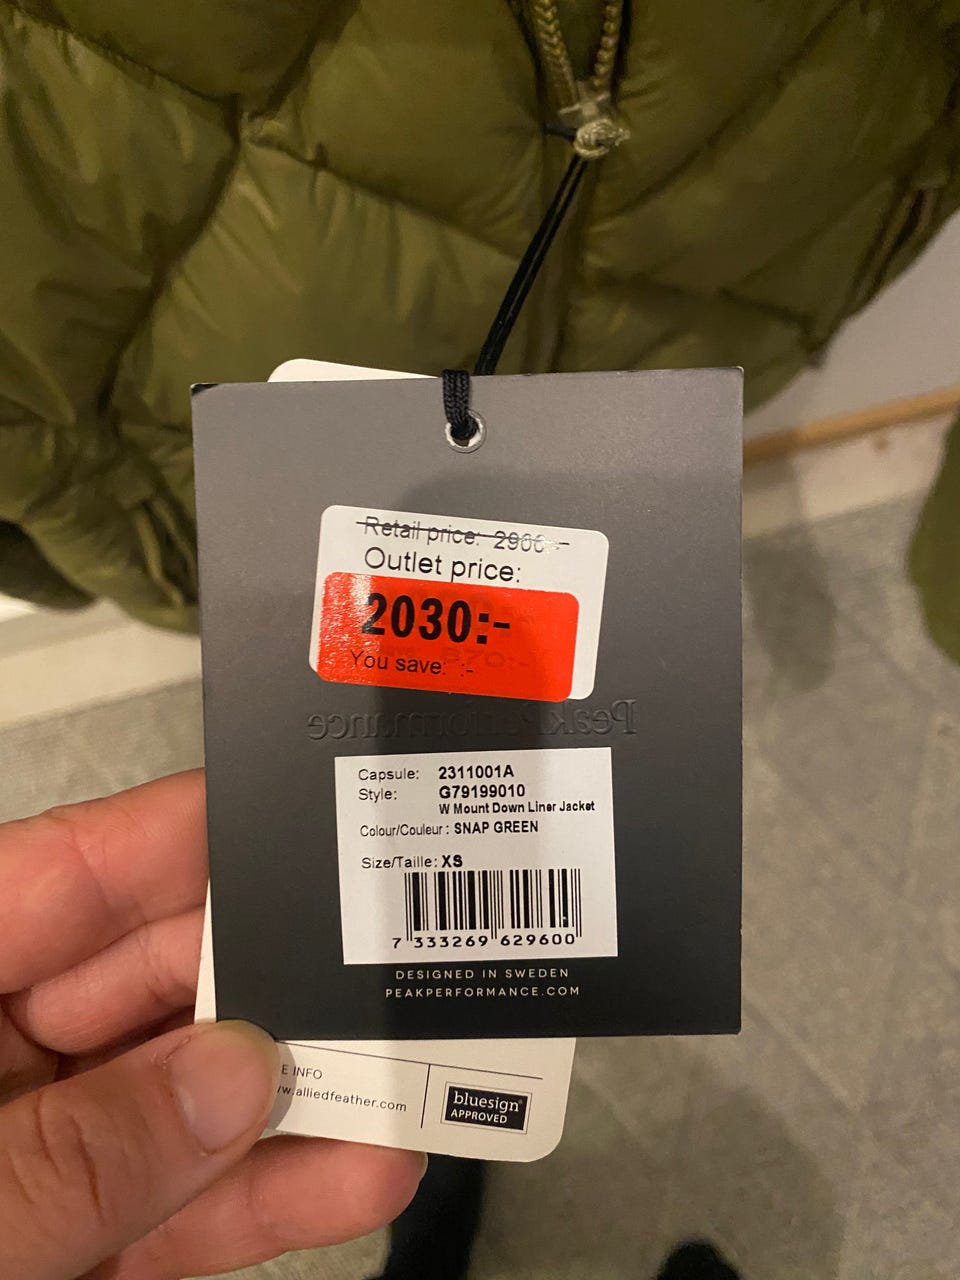 Retail price: 2900:-
Outlet price:
2030:-
You save: :-
870:-
PeakPerformance
Capsule: 2311001A
Style: G79199010
W Mount Down Liner Jacket
Colour/Couleur : SNAP GREEN
Size/Taille: XS
7 333269 629600
DESIGNED IN SWEDEN
PEAKPERFORMANCE.COM
E INFO
w.alliedfeather.com
bluesign®
APPROVED